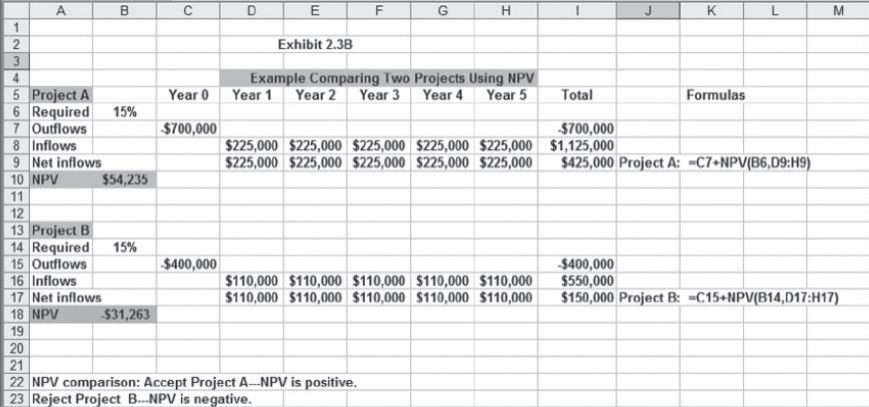 A B C D E F G H I J K L M
1
2 Exhibit 2.3B
3
4 Example Comparing Two Projects Using NPV
5 Project A Year 0 Year 1 Year 2 Year 3 Year 4 Year 5 Total Formulas
6 Required 15%
7 Outflows -$700,000 -$700,000
8 Inflows $225,000 $225,000 $225,000 $225,000 $225,000 $1,125,000
9 Net inflows $225,000 $225,000 $225,000 $225,000 $225,000 $425,000 Project A: =C7+NPV(B6,D9:H9)
10 NPV $54,235
11
12
13 Project B
14 Required 15%
15 Outflows -$400,000 -$400,000
16 Inflows $110,000 $110,000 $110,000 $110,000 $110,000 $550,000
17 Net inflows $110,000 $110,000 $110,000 $110,000 $110,000 $150,000 Project B: =C15+NPV(B14,D17:H17)
18 NPV -$31,263
19
20
21
22 NPV comparison: Accept Project A---NPV is positive.
23 Reject Project B---NPV is negative.